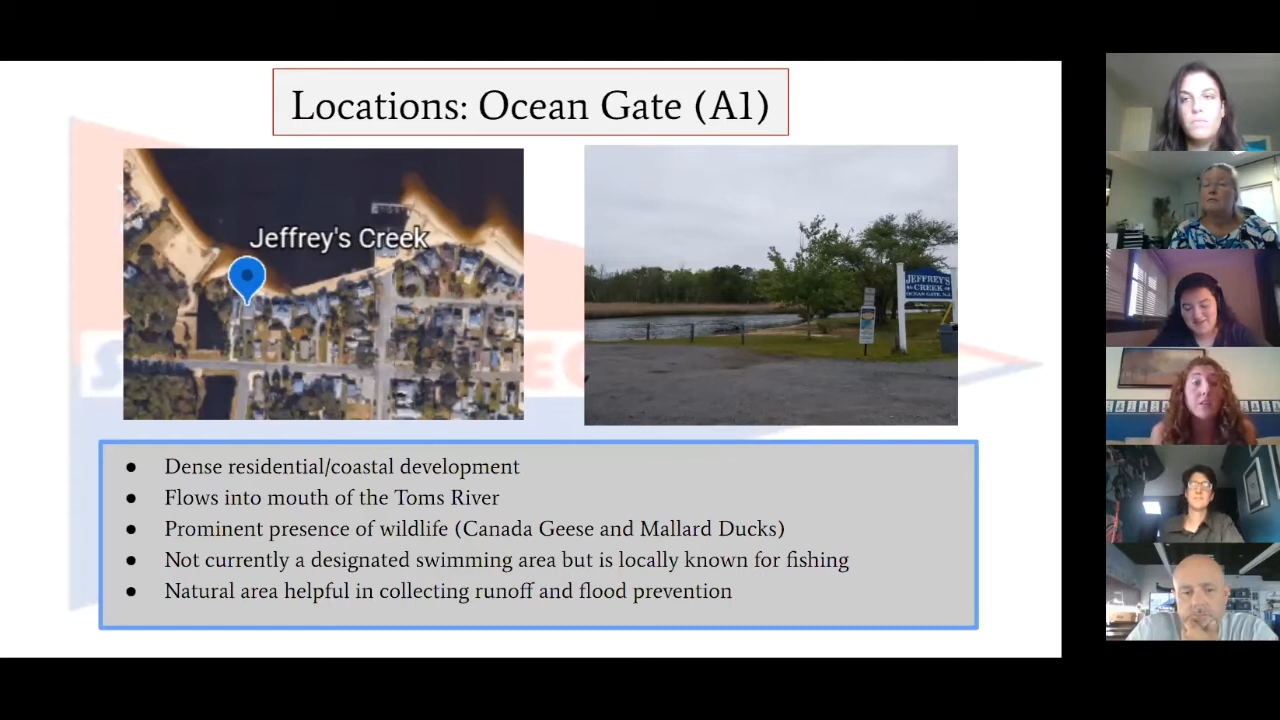 Locations: Ocean Gate (A1)
Jeffrey's Creek
JEFFREY'S
CREEK
OCEAN GATE, N.J.
● Dense residential/coastal development
● Flows into mouth of the Toms River
● Prominent presence of wildlife (Canada Geese and Mallard Ducks)
● Not currently a designated swimming area but is locally known for fishing
● Natural area helpful in collecting runoff and flood prevention